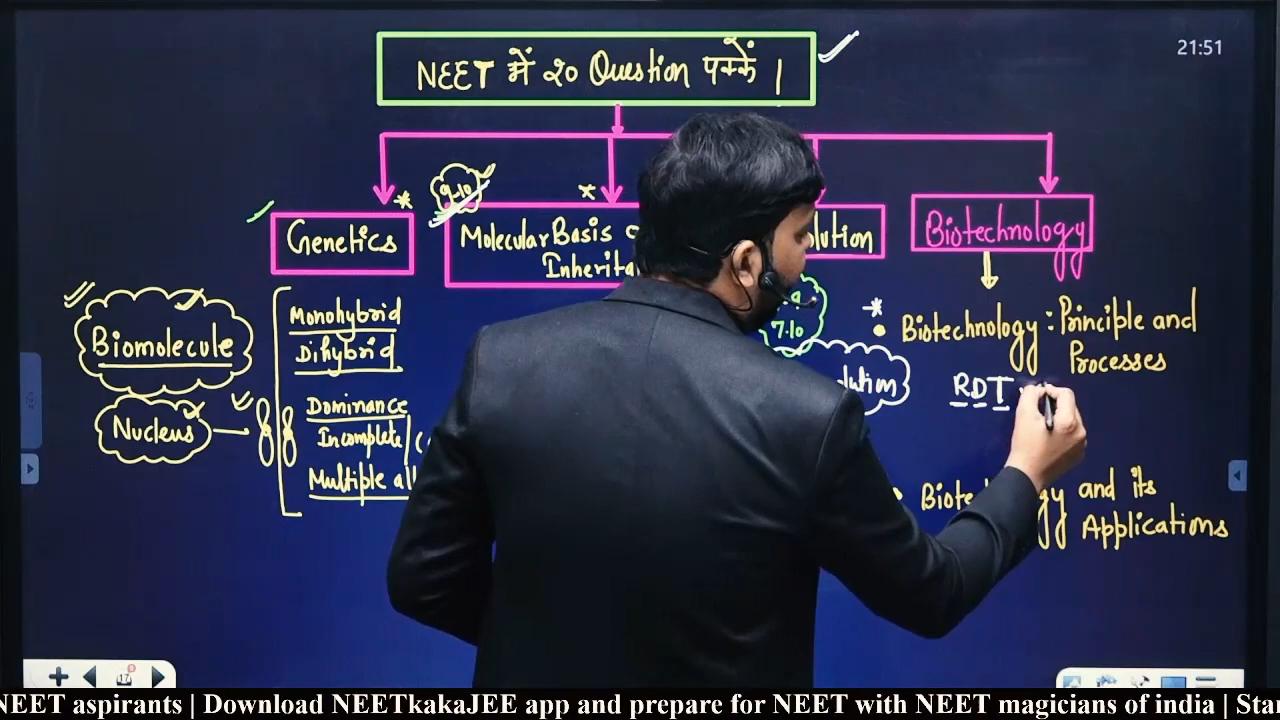 21:51
NEET में 20 Question पक्के ।
9-10
Genetics
Molecular Basis
Inherita
lution
Biotechnology
Biomolecule
Nucleus
Monohybrid
Dihybrid
Dominance
Incomplete/
Multiple all
7.10
lution
Biotechnology : Principle and
Processes
RDT
Biote gy and its
Applications
17
NEET aspirants | Download NEETkakaJEE app and prepare for NEET with NEET magicians of india | Sta